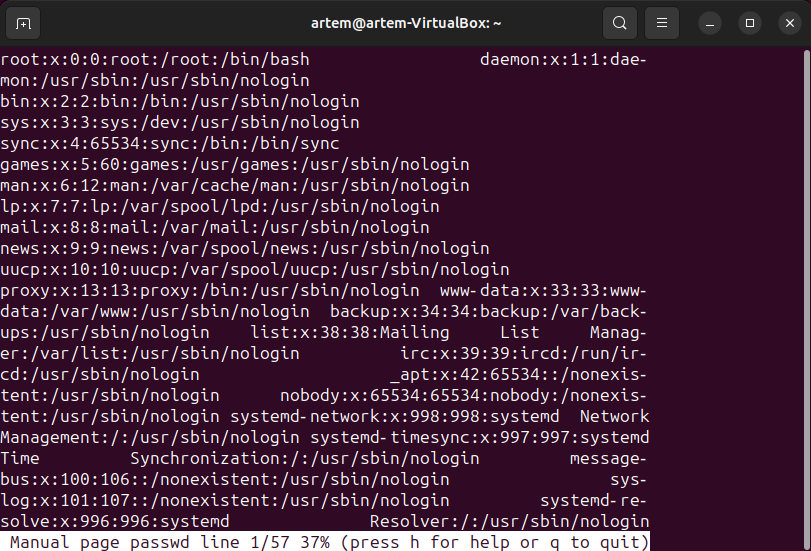 artem@artem-VirtualBox: ~
root:x:0:0:root:/root:/bin/bash                 daemon:x:1:1:dae-
mon:/usr/sbin:/usr/sbin/nologin
bin:x:2:2:bin:/bin:/usr/sbin/nologin
sys:x:3:3:sys:/dev:/usr/sbin/nologin
sync:x:4:65534:sync:/bin:/bin/sync
games:x:5:60:games:/usr/games:/usr/sbin/nologin
man:x:6:12:man:/var/cache/man:/usr/sbin/nologin
lp:x:7:7:lp:/var/spool/lpd:/usr/sbin/nologin
mail:x:8:8:mail:/var/mail:/usr/sbin/nologin
news:x:9:9:news:/var/spool/news:/usr/sbin/nologin
uucp:x:10:10:uucp:/var/spool/uucp:/usr/sbin/nologin
proxy:x:13:13:proxy:/bin:/usr/sbin/nologin  www-data:x:33:33:www-
data:/var/www:/usr/sbin/nologin  backup:x:34:34:backup:/var/back-
ups:/usr/sbin/nologin    list:x:38:38:Mailing     List     Manag-
er:/var/list:/usr/sbin/nologin          irc:x:39:39:ircd:/run/ir-
cd:/usr/sbin/nologin                   _apt:x:42:65534::/nonexis-
tent:/usr/sbin/nologin      nobody:x:65534:65534:nobody:/nonexis-
tent:/usr/sbin/nologin systemd-network:x:998:998:systemd  Network
Management:/:/usr/sbin/nologin systemd-timesync:x:997:997:systemd
Time         Synchronization:/:/usr/sbin/nologin         message-
bus:x:100:106::/nonexistent:/usr/sbin/nologin                sys-
log:x:101:107::/nonexistent:/usr/sbin/nologin         systemd-re-
solve:x:996:996:systemd              Resolver:/:/usr/sbin/nologin
Manual page passwd line 1/57 37% (press h for help or q to quit)